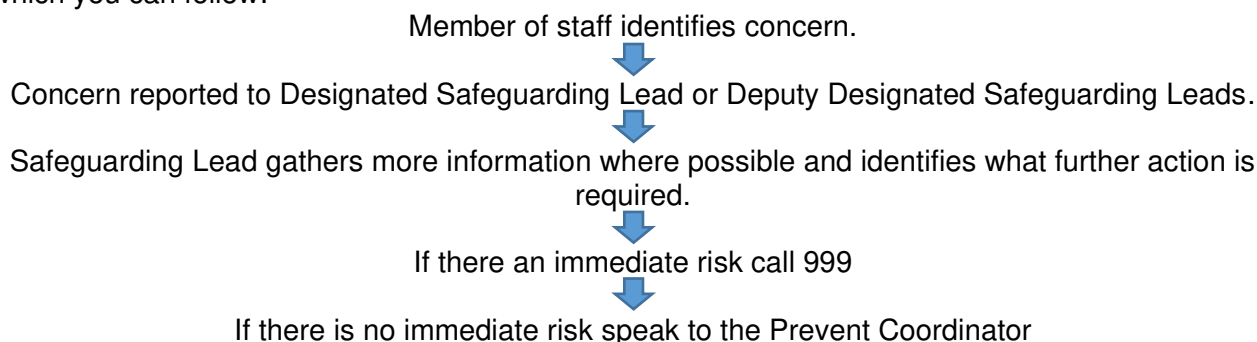 which you can follow.
Member of staff identifies concern.
Concern reported to Designated Safeguarding Lead or Deputy Designated Safeguarding Leads.
Safeguarding Lead gathers more information where possible and identifies what further action is
required.
If there an immediate risk call 999
If there is no immediate risk speak to the Prevent Coordinator